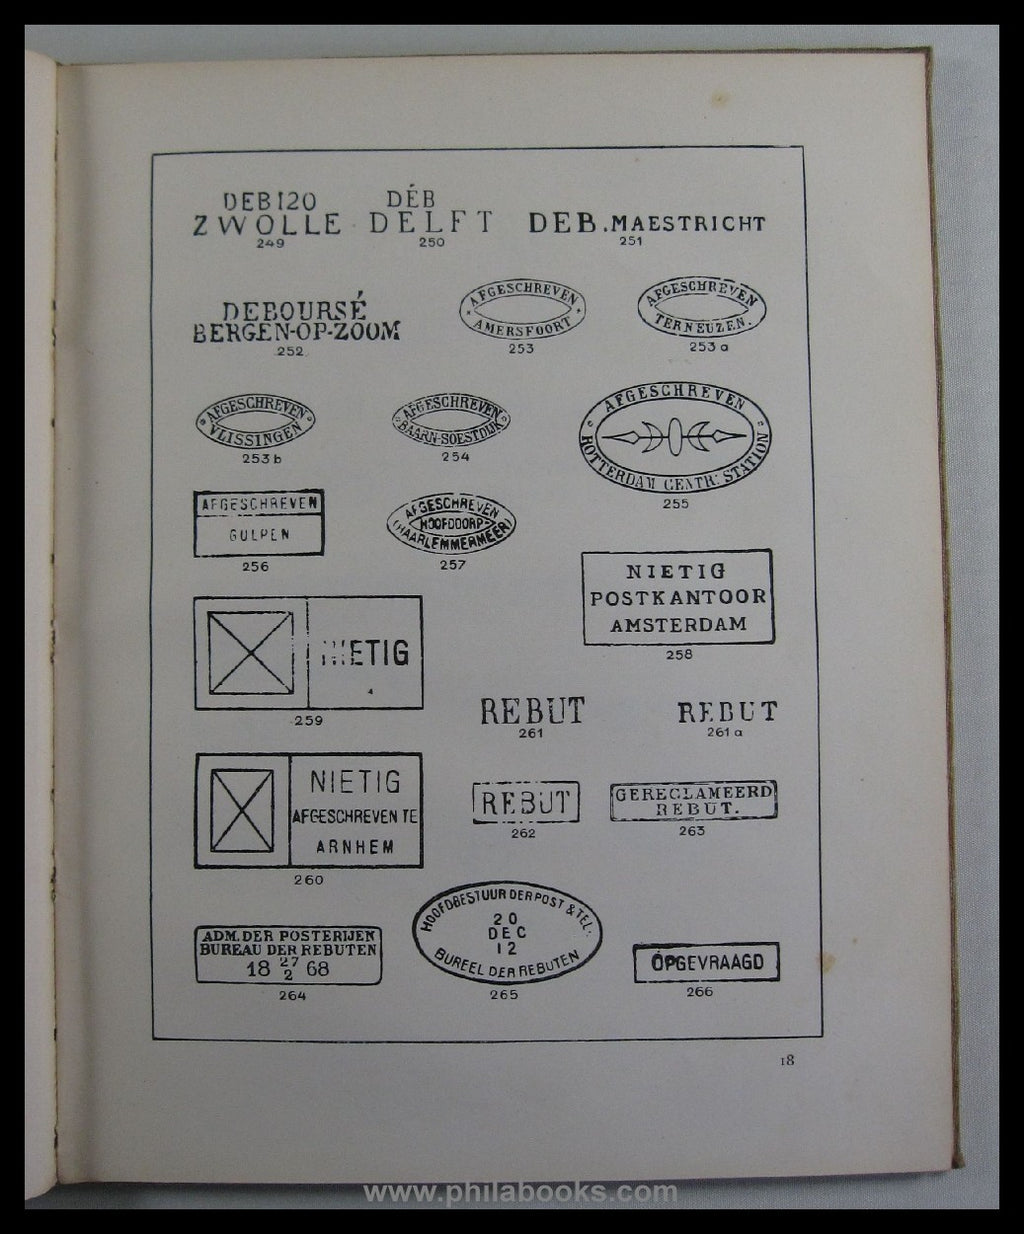 DEB120
ZWOLLE
249
DÉB
DELFT
250
DEB.MAESTRICHT
251
DEBOURSÉ
BERGEN-OP-ZOOM
252
AFGESCHREVEN
AMERSFOORT
253
AFGESCHREVEN
TERNEUZEN.
253a
AFGESCHREVEN
VLISSINGEN
253b
AFGESCHREVEN
BAARN-SOESTDIJK
254
AFGESCHREVEN
ROTTERDAM CENTR: STATION
255
AFGESCHREVEN
GULPEN
256
AFGESCHREVEN
HOOFDDORP
(HAARLEMMERMEER)
257
NIETIG
POSTKANTOOR
AMSTERDAM
258
NIETIG
4
259
REBUT
261
REBUT
261a
NIETIG
AFGESCHREVEN TE
ARNHEM
260
REBUT
262
GERECLAMEERD
REBUT.
263
ADM. DER POSTERIJEN
BUREAU DER REBUTEN
18 27/2 68
264
HOOFDBESTUUR DER POST & TEL:
20
DEC
12
BUREEL DER REBUTEN
265
OPGEVRAAGD
266
18
www.philabooks.com